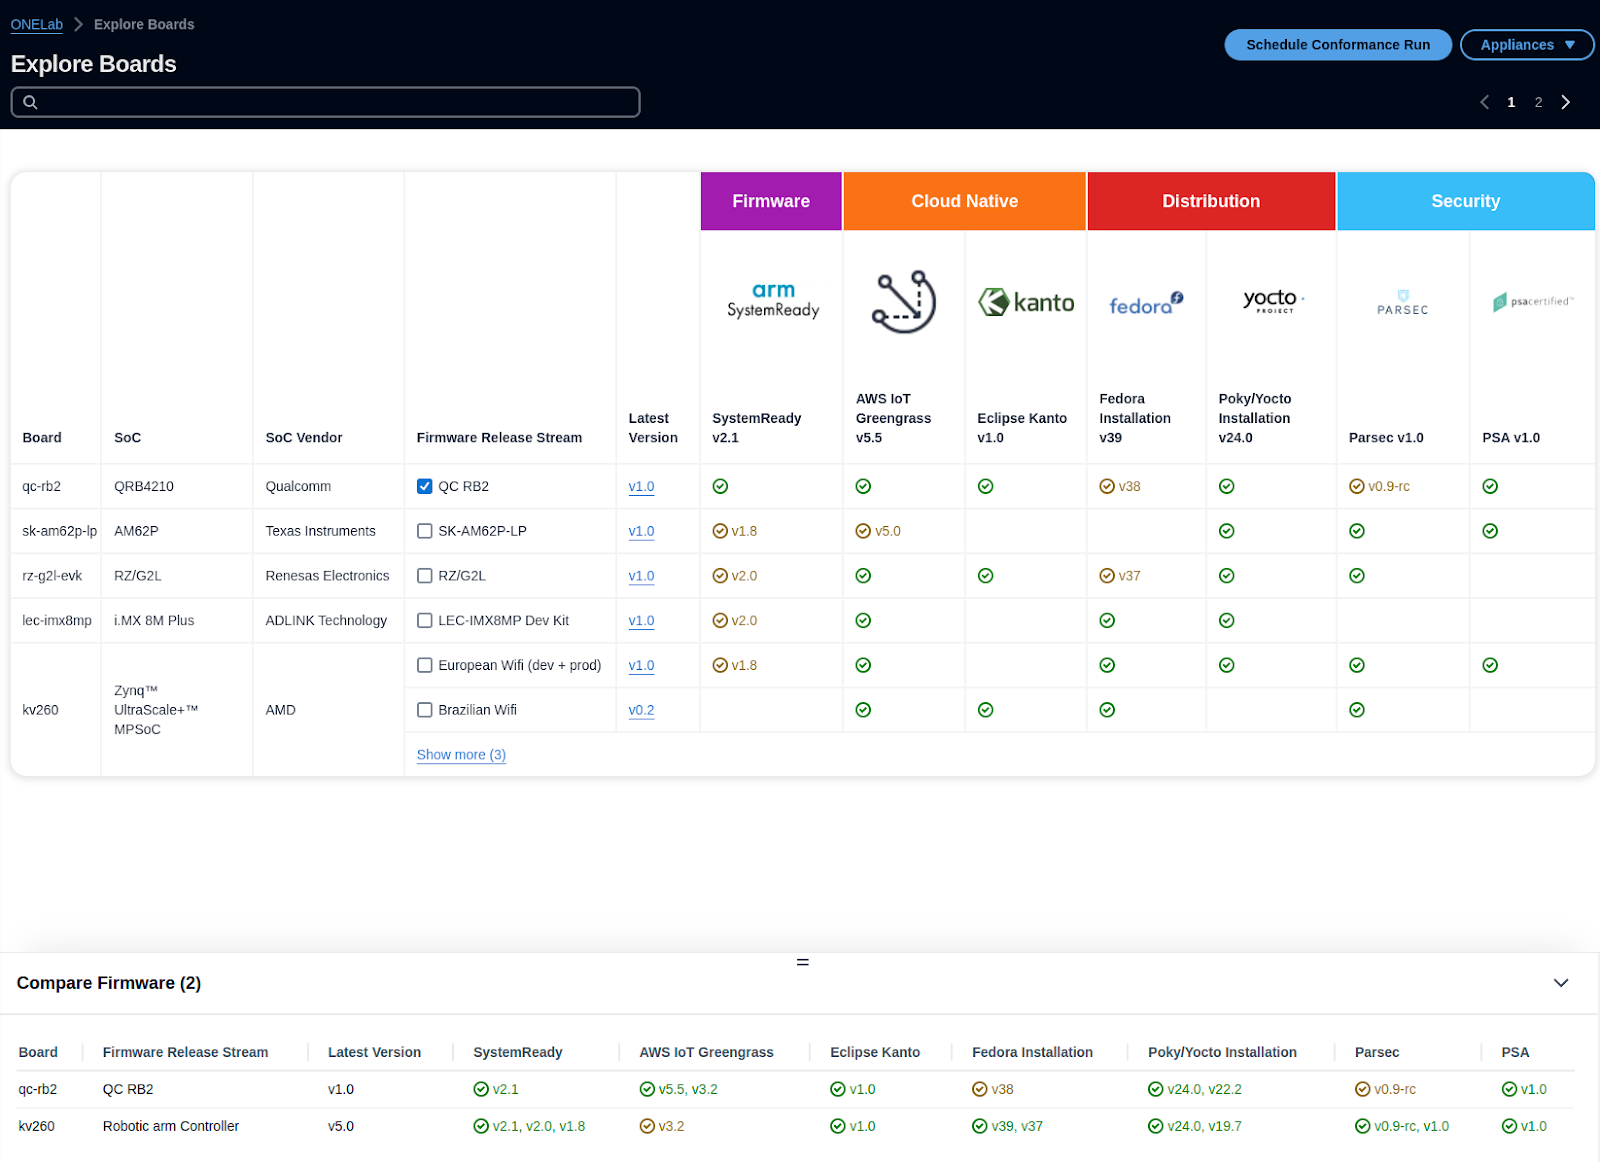 ONELab
Explore Boards
Schedule Conformance Run
Appliances
Explore Boards
1 2
Firmware Cloud Native Distribution Security
arm
SystemReady
kanto
fedora
yocto
PROJECT
PARSEC
psacertified™
Board SoC SoC Vendor Firmware Release Stream
Latest
Version
SystemReady
v2.1
AWS IoT
Greengrass
v5.5
Eclipse Kanto
v1.0
Fedora
Installation
v39
Poky/Yocto
Installation
v24.0
Parsec v1.0
PSA v1.0
qc-rb2 QRB4210 Qualcomm QC RB2 v1.0 v38 v0.9-rc
sk-am62p-lp AM62P Texas Instruments SK-AM62P-LP v1.0 v1.8 v5.0
rz-g2l-evk RZ/G2L Renesas Electronics RZ/G2L v1.0 v2.0 v37
lec-imx8mp i.MX 8M Plus ADLINK Technology LEC-IMX8MP Dev Kit v1.0 v2.0
kv260
Zynq™
UltraScale+™
MPSoC
AMD
European Wifi (dev + prod) v1.0 v1.8
Brazilian Wifi v0.2
Show more (3)
Compare Firmware (2)
Board Firmware Release Stream Latest Version SystemReady AWS IoT Greengrass Eclipse Kanto Fedora Installation Poky/Yocto Installation Parsec PSA
qc-rb2 QC RB2 v1.0 v2.1 v5.5, v3.2 v1.0 v38 v24.0, v22.2 v0.9-rc v1.0
kv260 Robotic arm Controller v5.0 v2.1, v2.0, v1.8 v3.2 v1.0 v39, v37 v24.0, v19.7 v0.9-rc, v1.0 v1.0